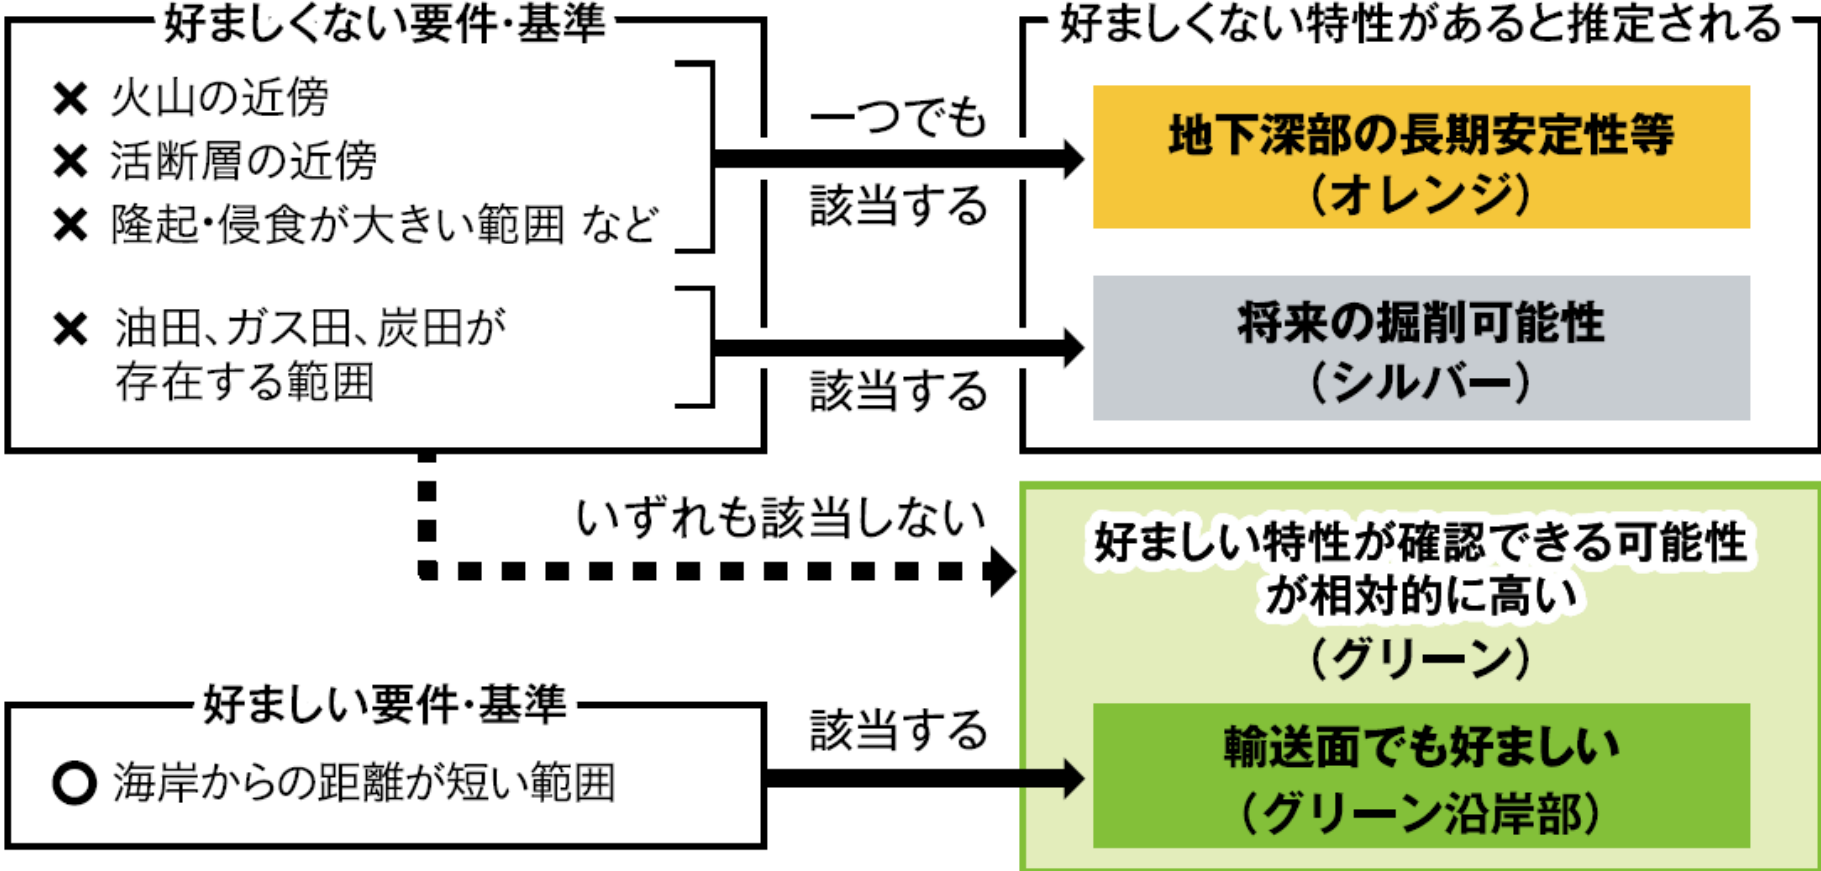 好ましくない要件・基準
× 火山の近傍
× 活断層の近傍
× 隆起・侵食が大きい範囲 など
× 油田、ガス田、炭田が
存在する範囲
一つでも
該当する
該当する
好ましくない特性があると推定される
地下深部の長期安定性等
(オレンジ)
将来の掘削可能性
(シルバー)
いずれも該当しない
好ましい特性が確認できる可能性
が相対的に高い
(グリーン)
好ましい要件・基準
○ 海岸からの距離が短い範囲
該当する
輸送面でも好ましい
(グリーン沿岸部)